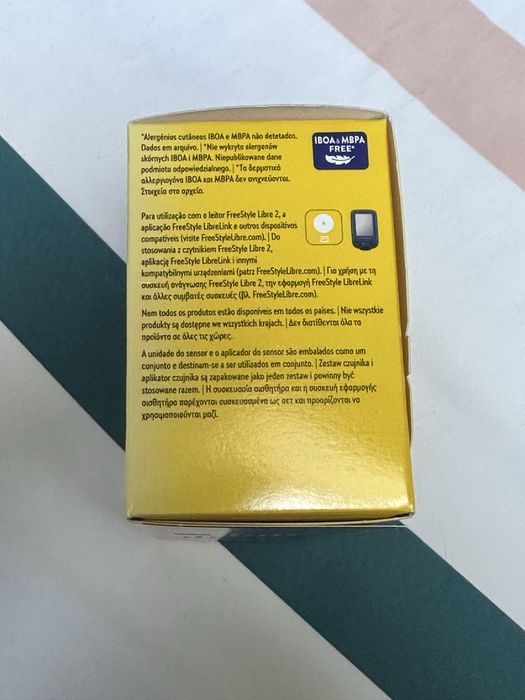 *Alergénios cutâneos IBOA e MBPA não detetados.
Dados em arquivo. | *Nie wykryto alergenów
skórnych IBOA i MBPA. Niepublikowane dane
podmiotu odpowiedzialnego. | *Τα δερματικά
αλλεργιογόνα IBOA και MBPA δεν ανιχνεύονται.
Στοιχεία στο αρχείο.
IBOA & MBPA
FREE*
Para utilização com o leitor FreeStyle Libre 2, a
aplicação FreeStyle LibreLink e outros dispositivos
compatíveis (visite FreeStyleLibre.com). | Do
stosowania z czytnikiem FreeStyle Libre 2,
aplikacją FreeStyle LibreLink i innymi
kompatybilnymi urządzeniami (patrz FreeStyleLibre.com). | Για χρήση με τη
συσκευή ανάγνωσης FreeStyle Libre 2, την εφαρμογή FreeStyle LibreLink
και άλλες συμβατές συσκευές (βλ. FreeStyleLibre.com).
Nem todos os produtos estão disponíveis em todos os países. | Nie wszystkie
produkty są dostępne we wszystkich krajach. | Δεν διατίθενται όλα τα
προϊόντα σε όλες τις χώρες.
A unidade do sensor e o aplicador do sensor são embalados como um
conjunto e destinam-se a ser utilizados em conjunto. | Zestaw czujnika i
aplikator czujnika są zapakowane jako jeden zestaw i powinny być
stosowane razem. | Η συσκευασία αισθητήρα και η συσκευή εφαρμογής
αισθητήρα παρέχονται συσκευασμένα ως σετ και προορίζονται να
χρησιμοποιούνται μαζί.